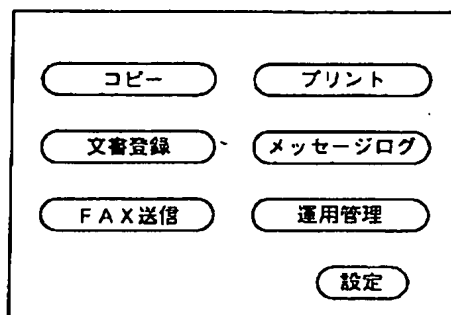 コピー
プリント
文書登録
メッセージログ
FAX送信
運用管理
設定